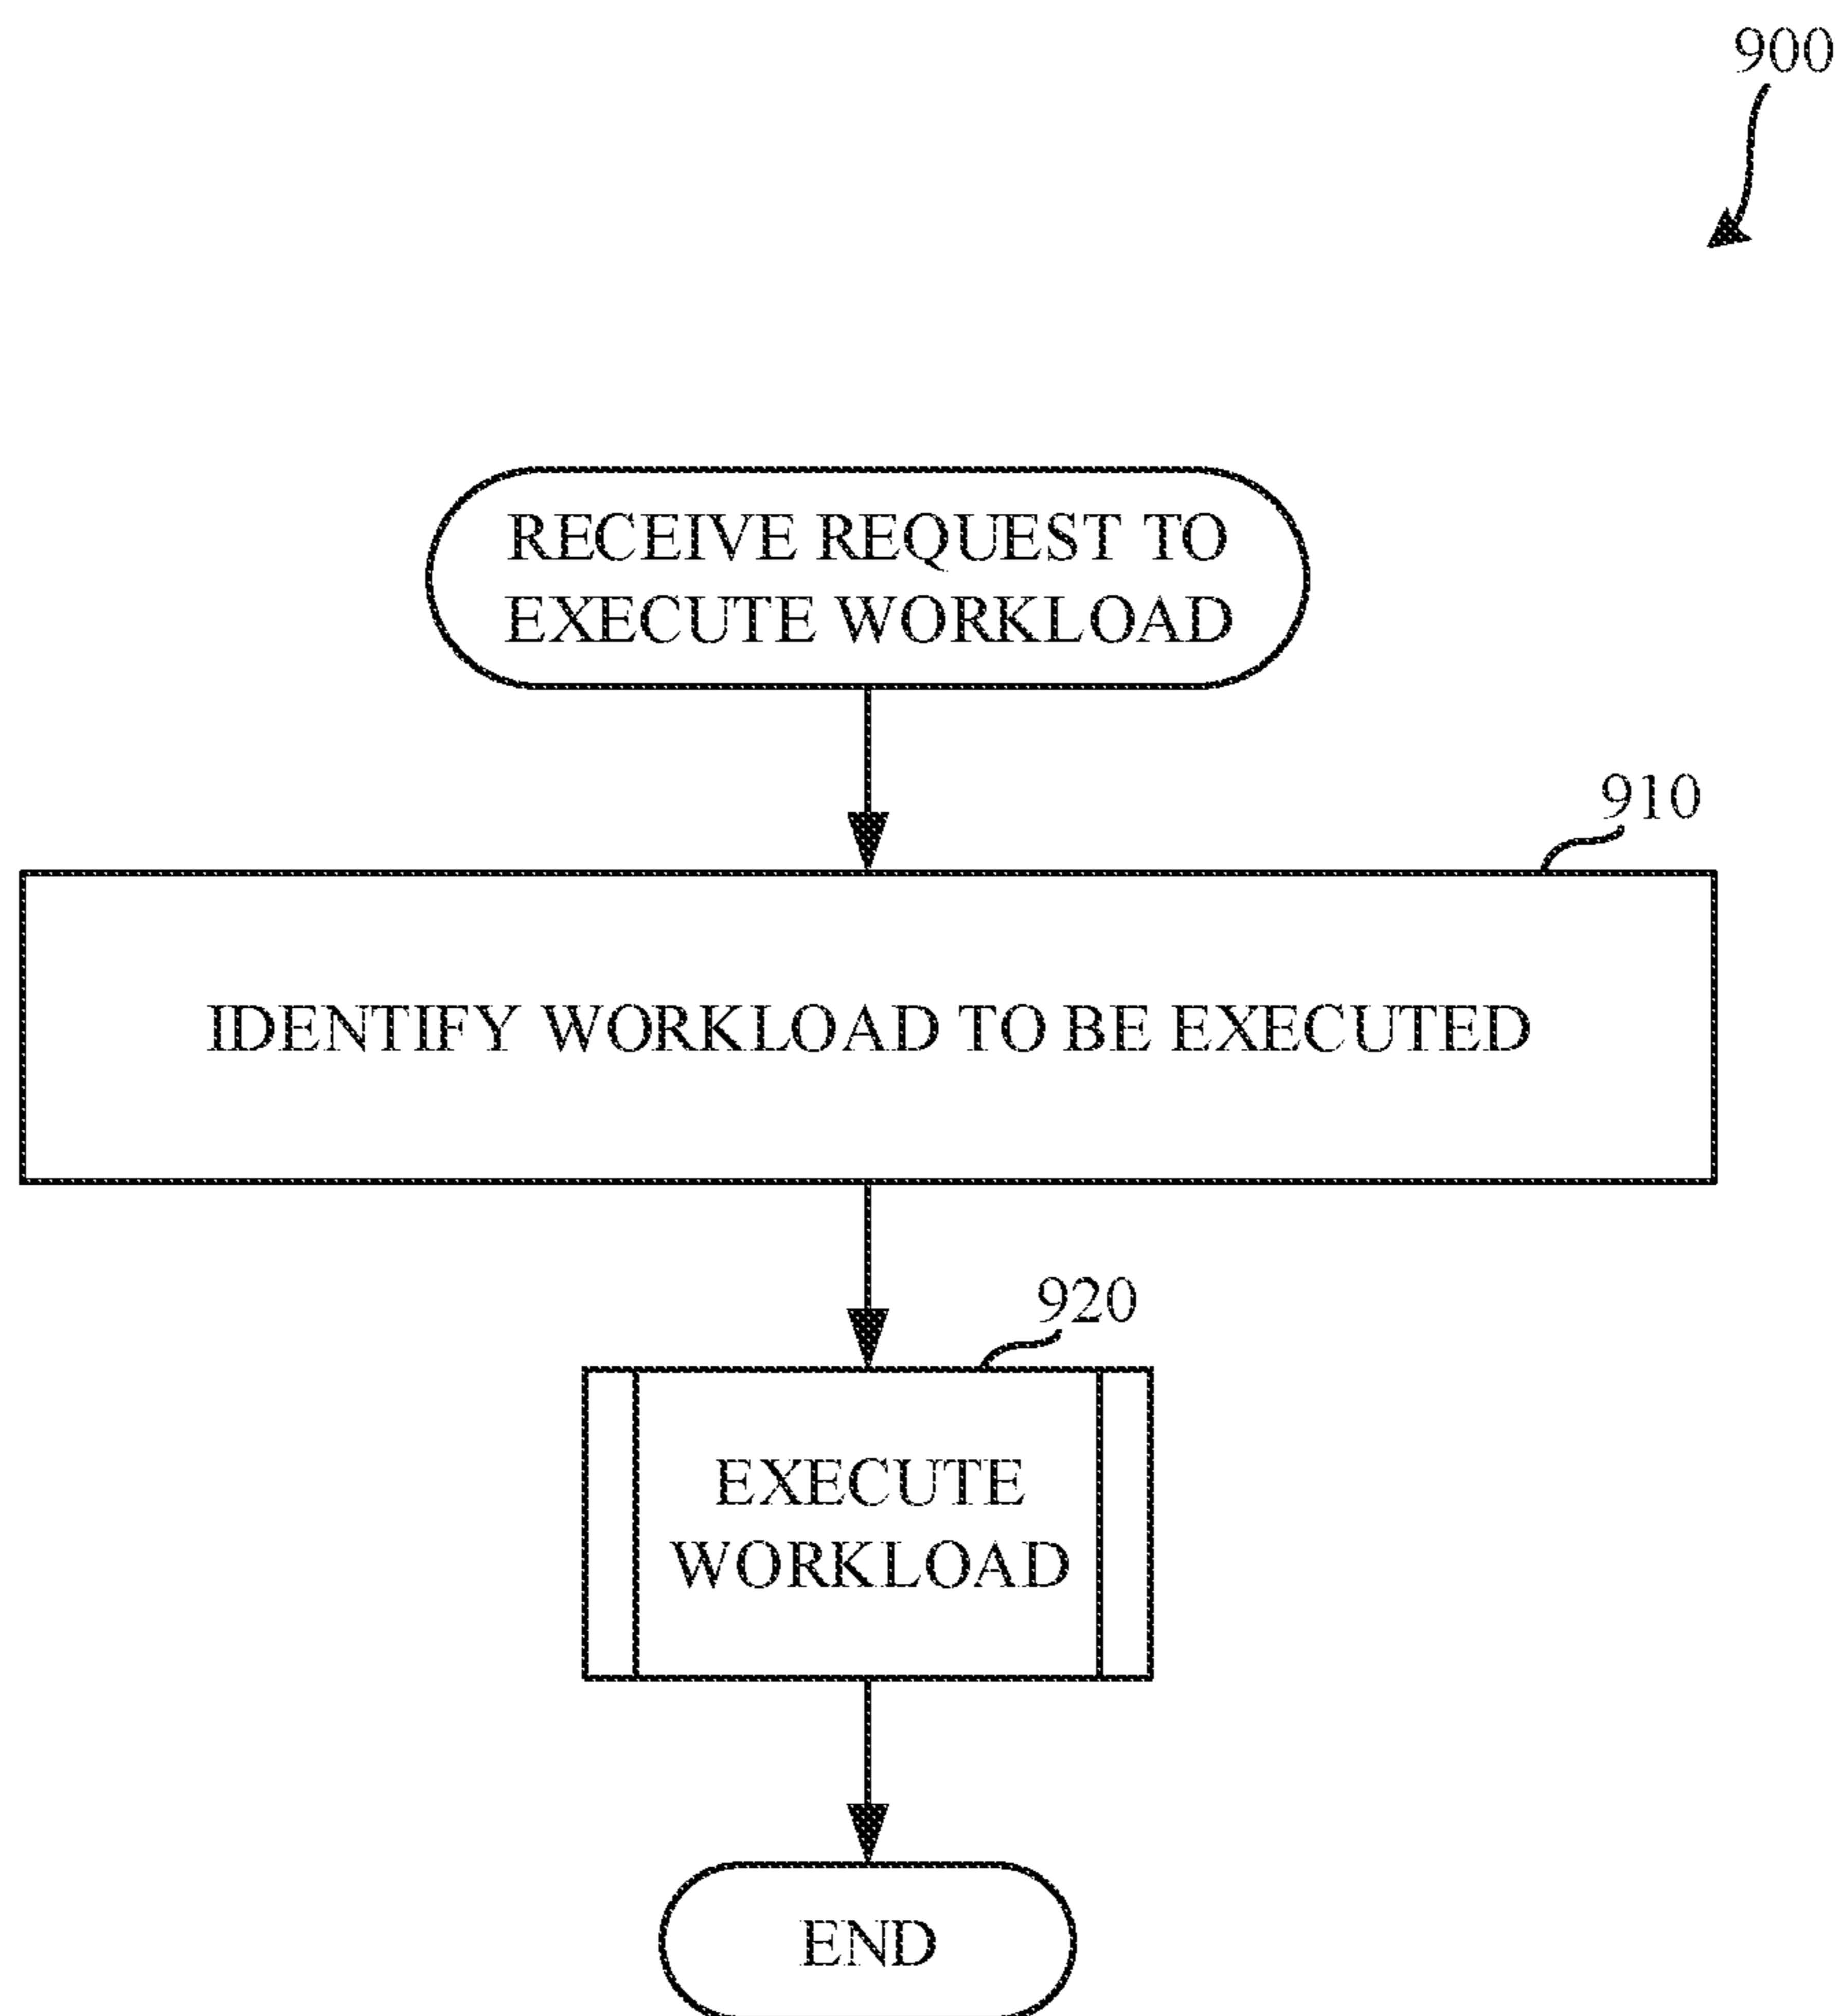 900
RECEIVE REQUEST TO
EXECUTE WORKLOAD
910
IDENTIFY WORKLOAD TO BE EXECUTED
920
EXECUTE
WORKLOAD
END